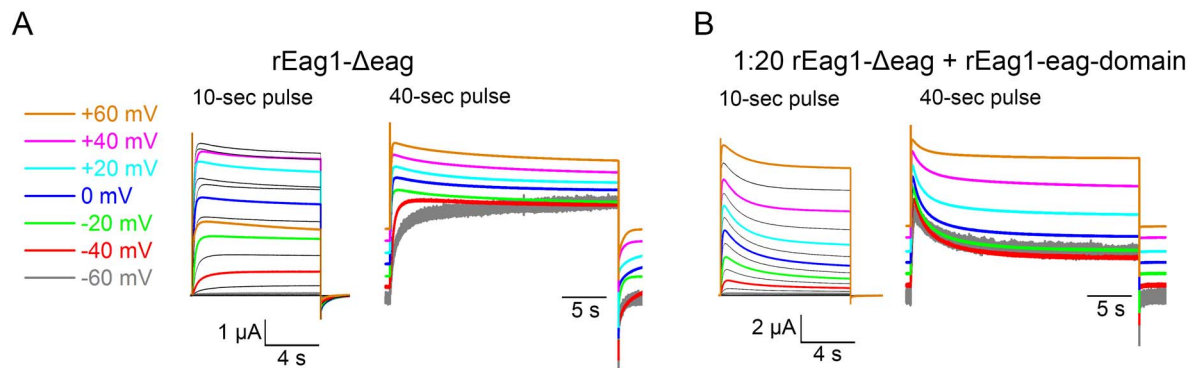 A
rEag1-Δeag
10-sec pulse
40-sec pulse
+60 mV
+40 mV
+20 mV
0 mV
-20 mV
-40 mV
-60 mV
5 s
1 µA
4 s
B
1:20 rEag1-Δeag + rEag1-eag-domain
10-sec pulse
40-sec pulse
5 s
2 µA
4 s